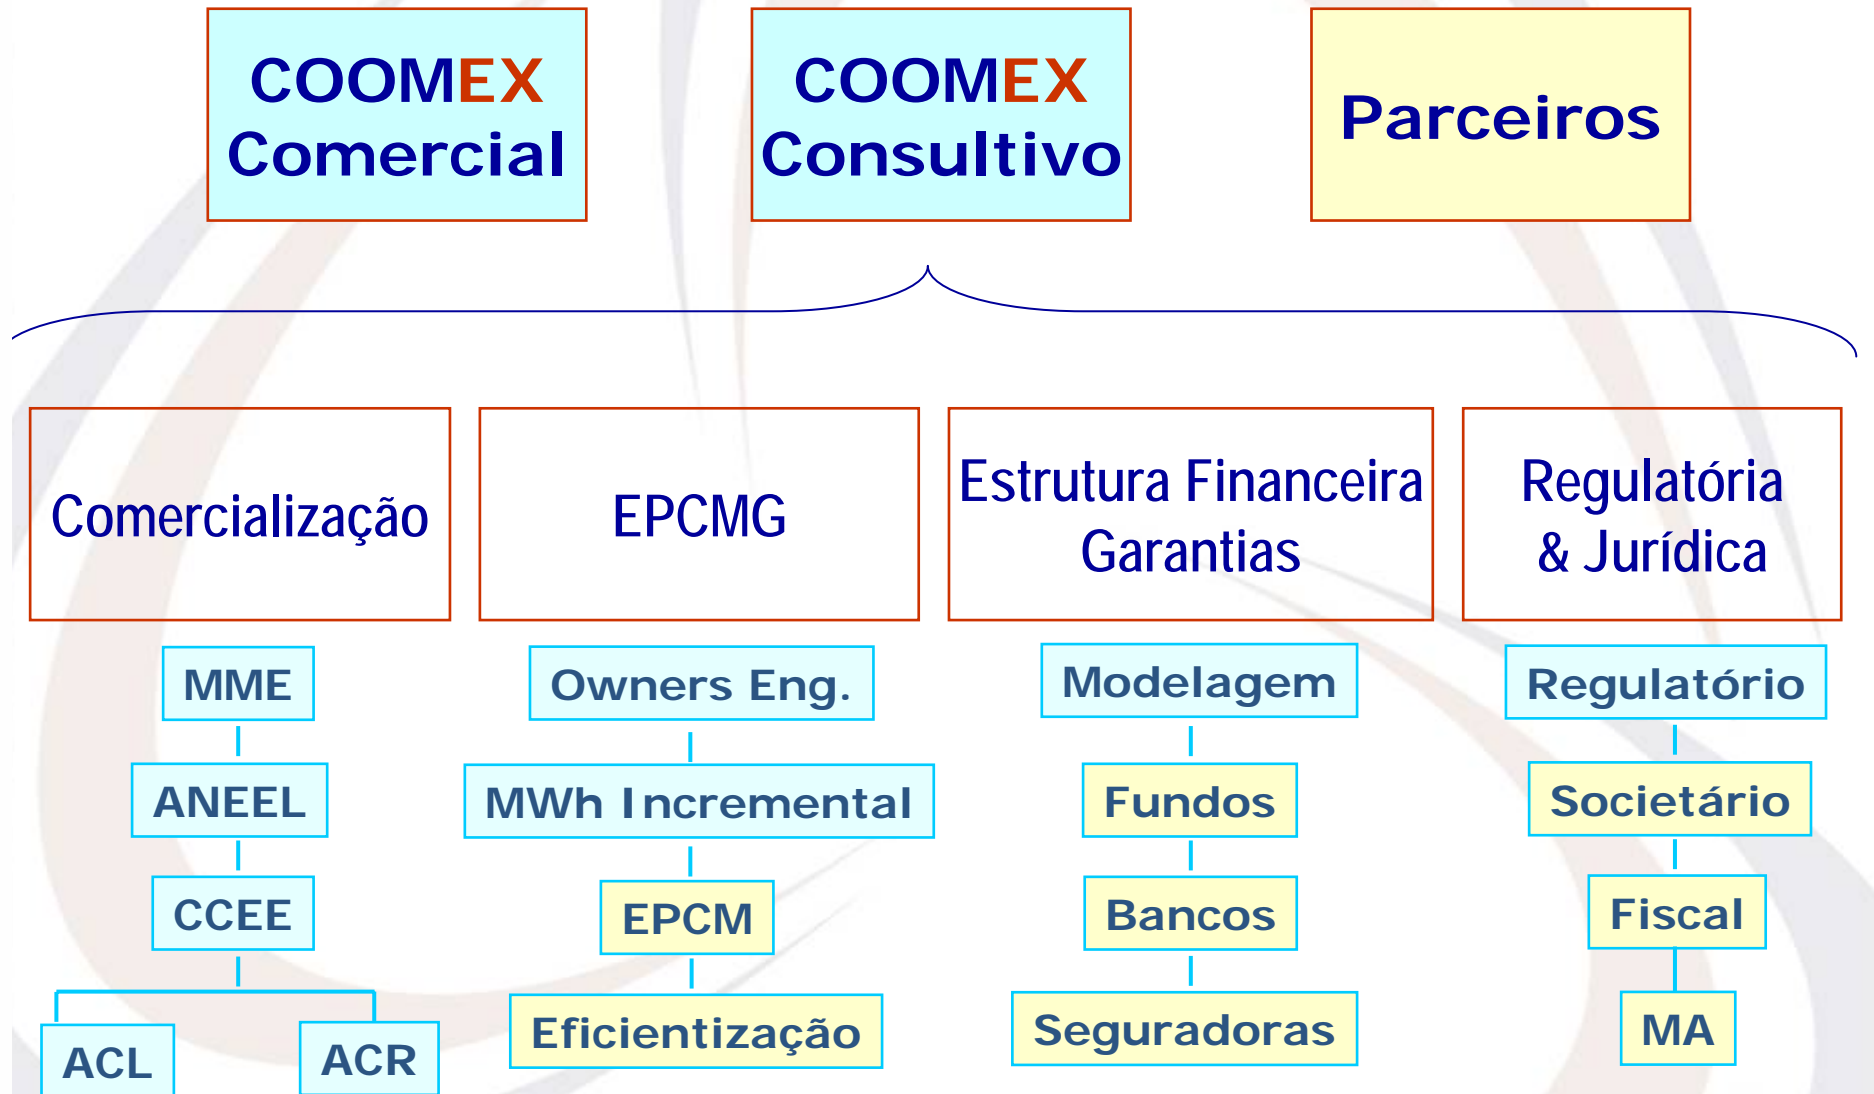 COOMEX
Comercial
COOMEX
Consultivo
Parceiros
Comercialização
EPCMG
Estrutura Financeira
Garantias
Regulatória
& Jurídica
MME
ANEEL
CCEE
ACL
ACR
Owners Eng.
MWh Incremental
EPCM
Eficientização
Modelagem
Fundos
Bancos
Seguradoras
Regulatório
Societário
Fiscal
MA